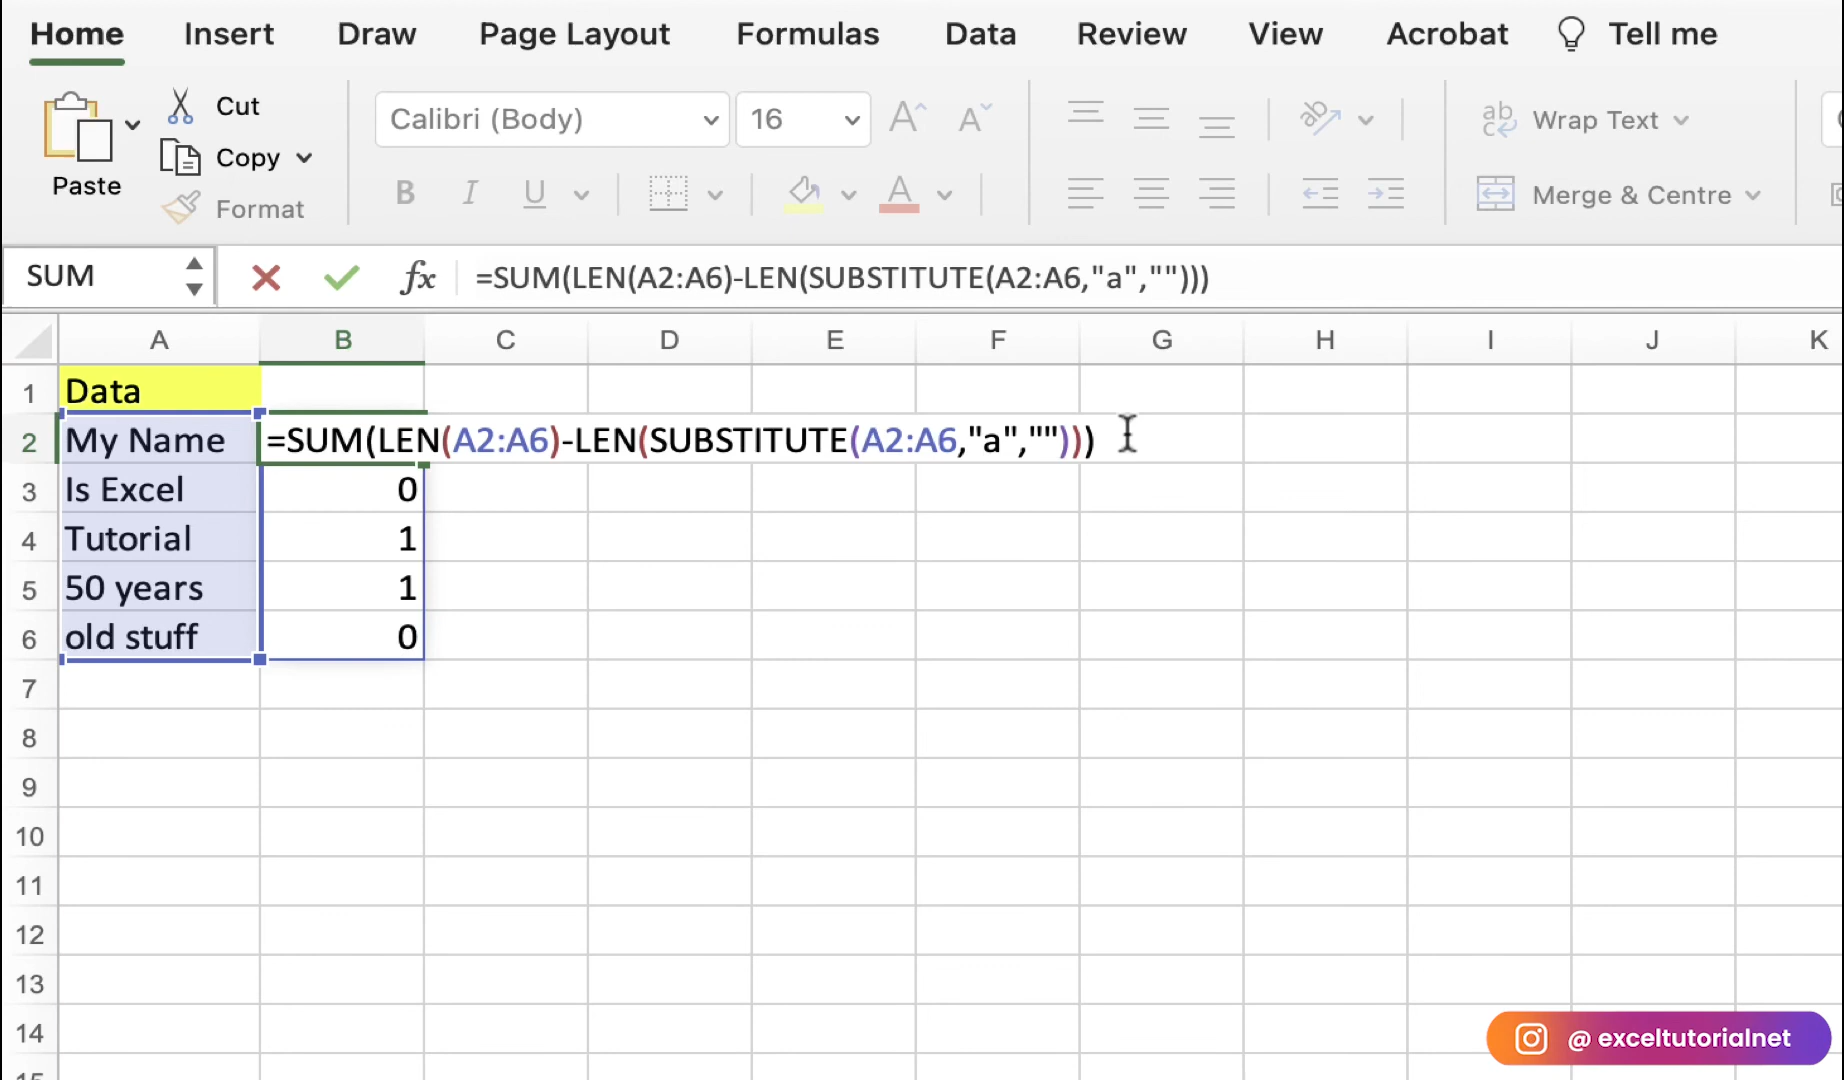 Home Insert Draw Page Layout Formulas Data Review View Acrobat Tell me
Paste
Cut
Copy
Format
Calibri (Body) 16 A A
B I U A
ab
c
Wrap Text
Merge & Centre
SUM fx =SUM(LEN(A2:A6)-LEN(SUBSTITUTE(A2:A6,"a","")))
A B C D E F G H I J K
1 Data
2 My Name =SUM(LEN(A2:A6)-LEN(SUBSTITUTE(A2:A6,"a","")))
3 Is Excel 0
4 Tutorial 1
5 50 years 1
6 old stuff 0
7
8
9
10
11
12
13
14
15
@ exceltutorialnet